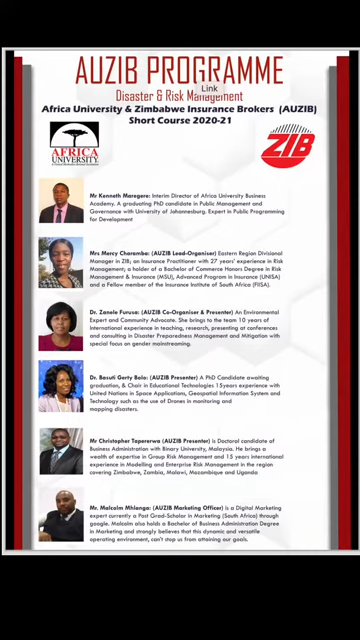 AUZIB PROGRAMME
Link
Disaster & Risk Management
Africa University & Zimbabwe Insurance Brokers (AUZIB)
Short Course 2020-21
AFRICA
UNIVERSITY
ZIB
Mr Kennath Maregere: Interim Director of Africa University Business
Academy. A graduating PhD candidate in Public Management and
Governance with University of Johannesburg. Expert in Public Programming
for Development
Mrs Mercy Charamba: (AUZIB Lead-Organiser) Eastern Region Divisional
Manager in ZIB; an Insurance Practitioner with 27 years' experience in Risk
Management; a holder of a Bachelor of Commerce Honors Degree in Risk
Management & Insurance (MSU), Advanced Program in Insurance (UNISA)
and a Fellow member of the Insurance Institute of South Africa (FIISA).
Dr. Zanele Furusa: (AUZIB Co-Organiser & Presenter) An Environmental
Expert and Community Advocate. She brings to the team 10 years of
International experience in teaching, research, presenting at conferences
and consulting in Disaster Preparedness Management and Mitigation with
special focus on gender mainstreaming.
Dr. Basuti Gerty Bolo: (AUZIB Presenter) A PhD Candidate awaiting
graduation, & Chair in Educational Technologies 15years experience with
United Nations in Space Applications, Geospatial Information System and
Technology such as the use of Drones in monitoring and
mapping disasters.
Mr Christopher Tapererwa (AUZIB Presenter) is Doctoral candidate of
Business Administration with Binary University, Malaysia. He brings a
wealth of expertise in Group Risk Management and 15 years international
experience in Modelling and Enterprise Risk Management in the region
covering Zimbabwe, Zambia, Malawi, Mozambique and Uganda
Mr. Malcolm Mhlanga: (AUZIB Marketing Officer) is a Digital Marketing
expert currently a Post Grad-Scholar in Marketing (South Africa) through
google. Malcolm also holds a Bachelor of Business Administration Degree
in Marketing and strongly believes that this dynamic and versatile
operating environment, can't stop us from attaining our goals.